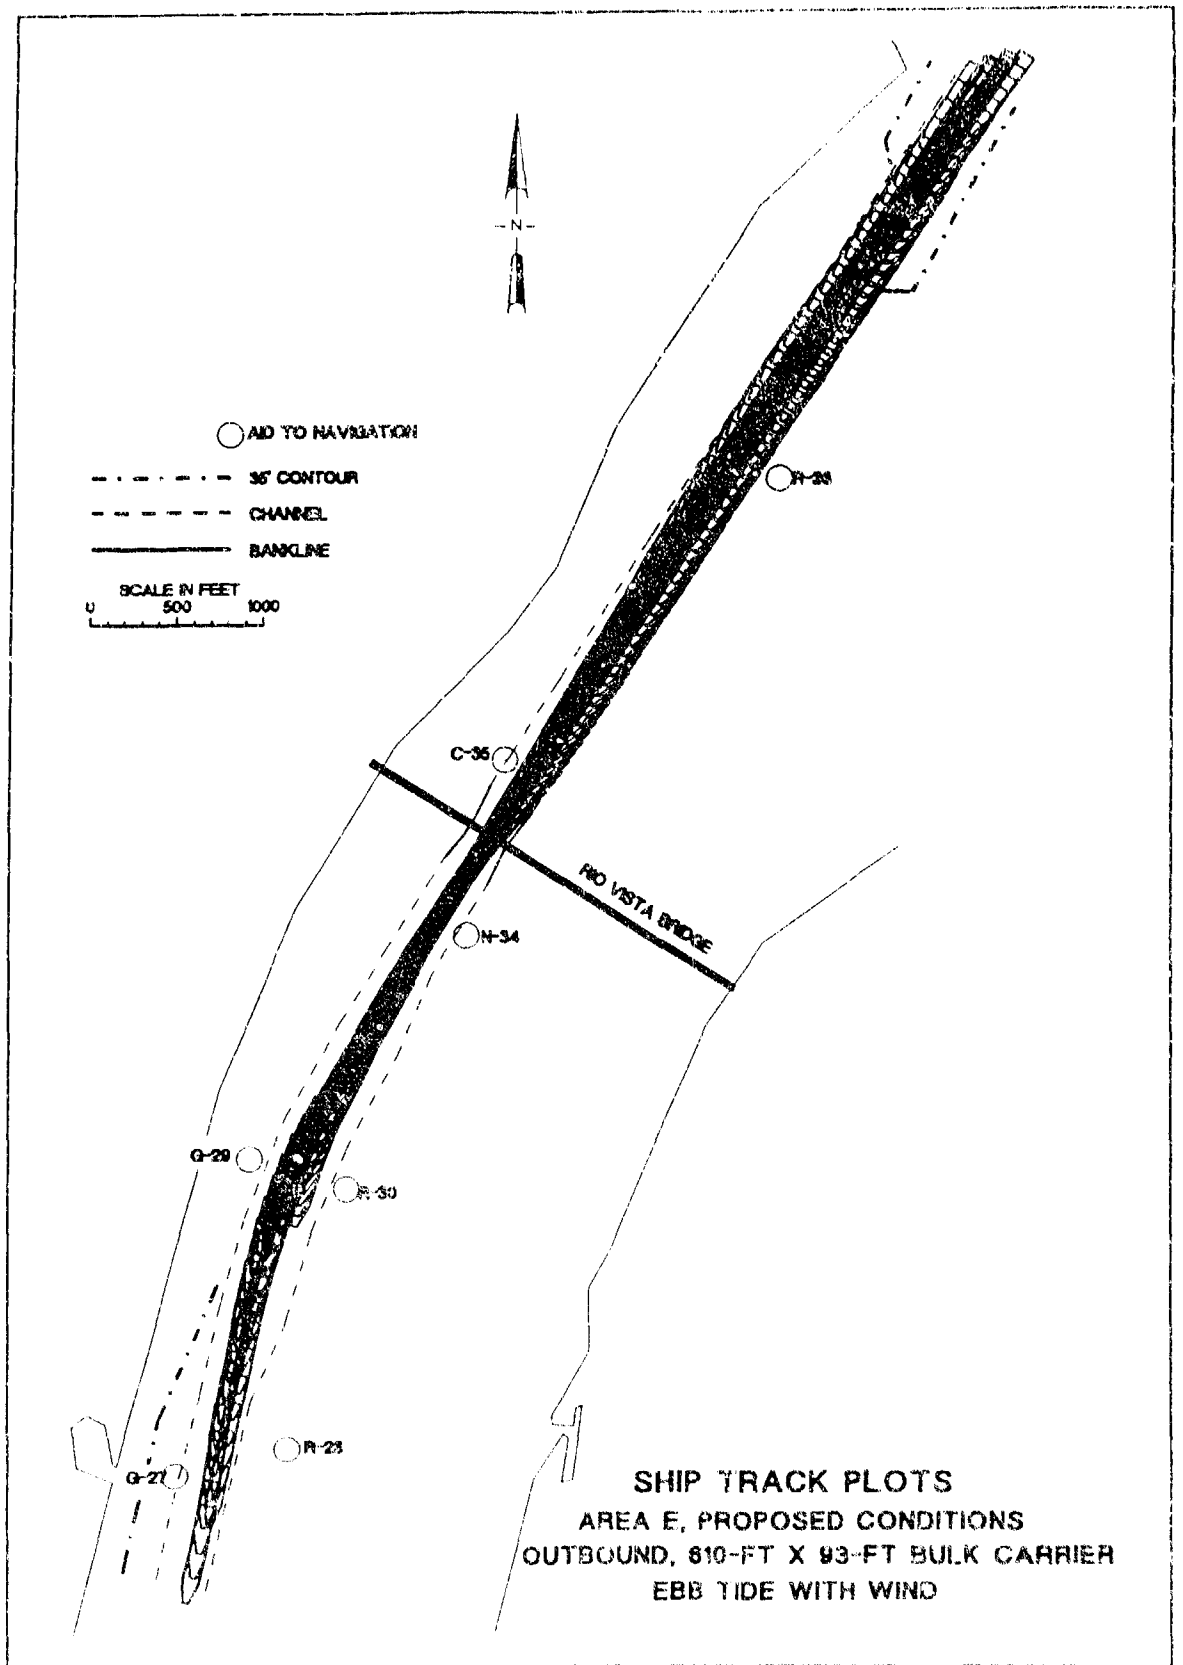 N
AID TO NAVIGATION
35' CONTOUR
CHANNEL
BANKLINE
SCALE IN FEET
0 500 1000
C-35
RIO VISTA BRIDGE
N-34
G-29
R-30
G-27
SHIP TRACK PLOTS
AREA E, PROPOSED CONDITIONS
OUTBOUND, 610-FT X 93-FT BULK CARRIER
EBB TIDE WITH WIND